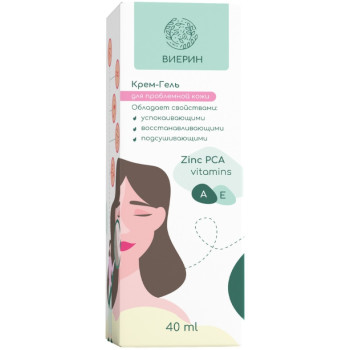 ВИЕРИН
Крем-Гель
для проблемной кожи
Обладает свойствами:
успокаивающими
восстанавливающими
подсушивающими
Zinc PCA
vitamins
A E
40 ml